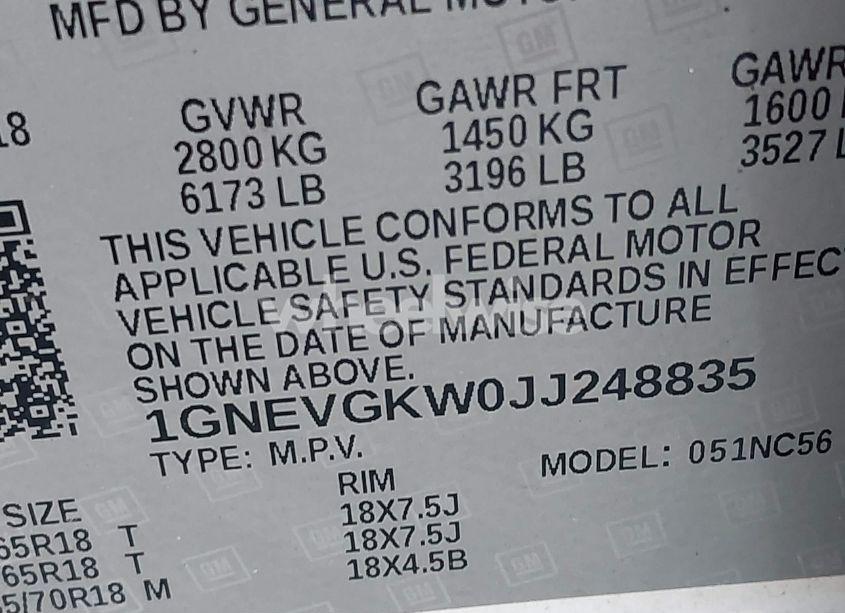 MFD BY GENERAL
18
GVWR GAWR FRT GAWR
2800 KG 1450 KG 1600
6173 LB 3196 LB 3527 L
THIS VEHICLE CONFORMS TO ALL
APPLICABLE U.S. FEDERAL MOTOR
VEHICLE SAFETY STANDARDS IN EFFEC
ON THE DATE OF MANUFACTURE
SHOWN ABOVE.
1GNEVGKW0JJ248835
TYPE: M.P.V. MODEL: 051NC56
SIZE RIM
65R18 T 18X7.5J
65R18 T 18X7.5J
5/70R18 M 18X4.5B